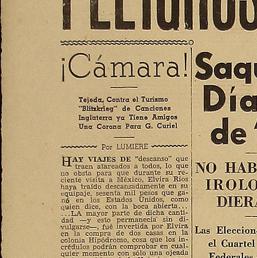 ¡Cámara!
Tejeda, Contra el Turismo
"Blitzkrieg" de Canciones
Inglaterra ya Tiene Amigos
Una Corona Para G. Curiel
Por LUMIERE
HAY VIAJES DE "descanso" que
traen atareados a todos, lo que
no obsta para que durante su re-
ciente visita a México, Elvira Ríos
haya traído descansadamente en su
equipaje, sesenta mil pesos que ga-
nó en los Estados Unidos, como
quien dice, con la boca abierta...
...LA mayor parte de dicha canti-
dad —y esto permanecía sin di-
vulgarse—, fué invertida por Elvira
en la compra de dos casas en la
colonia Hipódromo, cosa que los in-
crédulos podrán comprobar en cual-
quier momento con sólo una ojeada
Saqu
Día
de "
NO HAB
IROLO
DIERA
Las Eleccion
el Cuartel
Federales